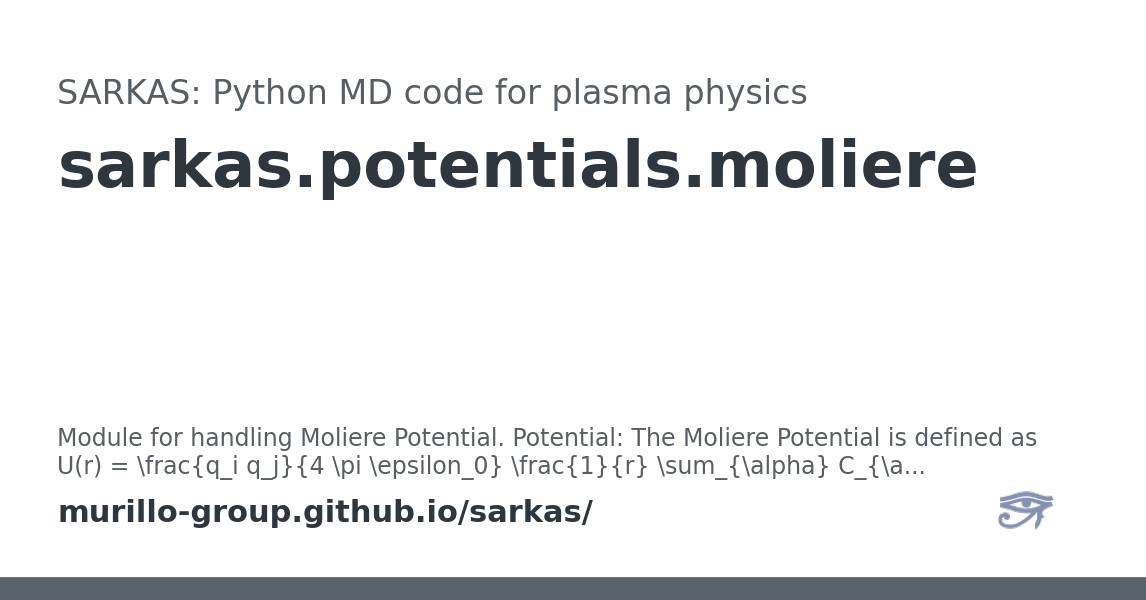 SARKAS: Python MD code for plasma physics
sarkas.potentials.moliere
Module for handling Moliere Potential. Potential: The Moliere Potential is defined as
U(r) = \frac{q_i q_j}{4 \pi \epsilon_0} \frac{1}{r} \sum_{\alpha} C_{\a...
murillo-group.github.io/sarkas/